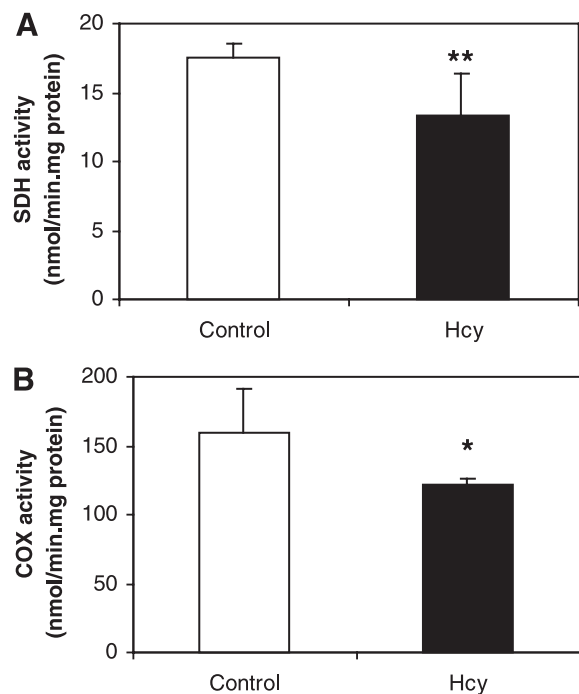 A
SDH activity
(nmol/min.mg protein)
20
15
10
5
0
**
Control
Hcy
B
COX activity
(nmol/min.mg protein)
200
150
100
50
0
*
Control
Hcy